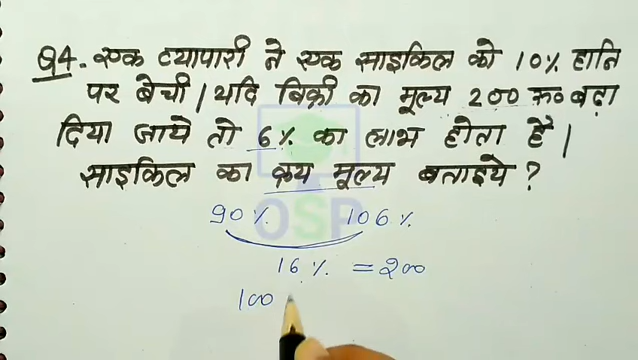 Q4. एक व्यापारी ने एक साइकिल को 10% हानि
पर बेची | यदि बिक्री का मूल्य 200 रु० बढ़ा
दिया जाये तो 6% का लाभ होता है |
साइकिल का क्रय मूल्य बताइये ?
90% 106%
16% = 200
100
OSP